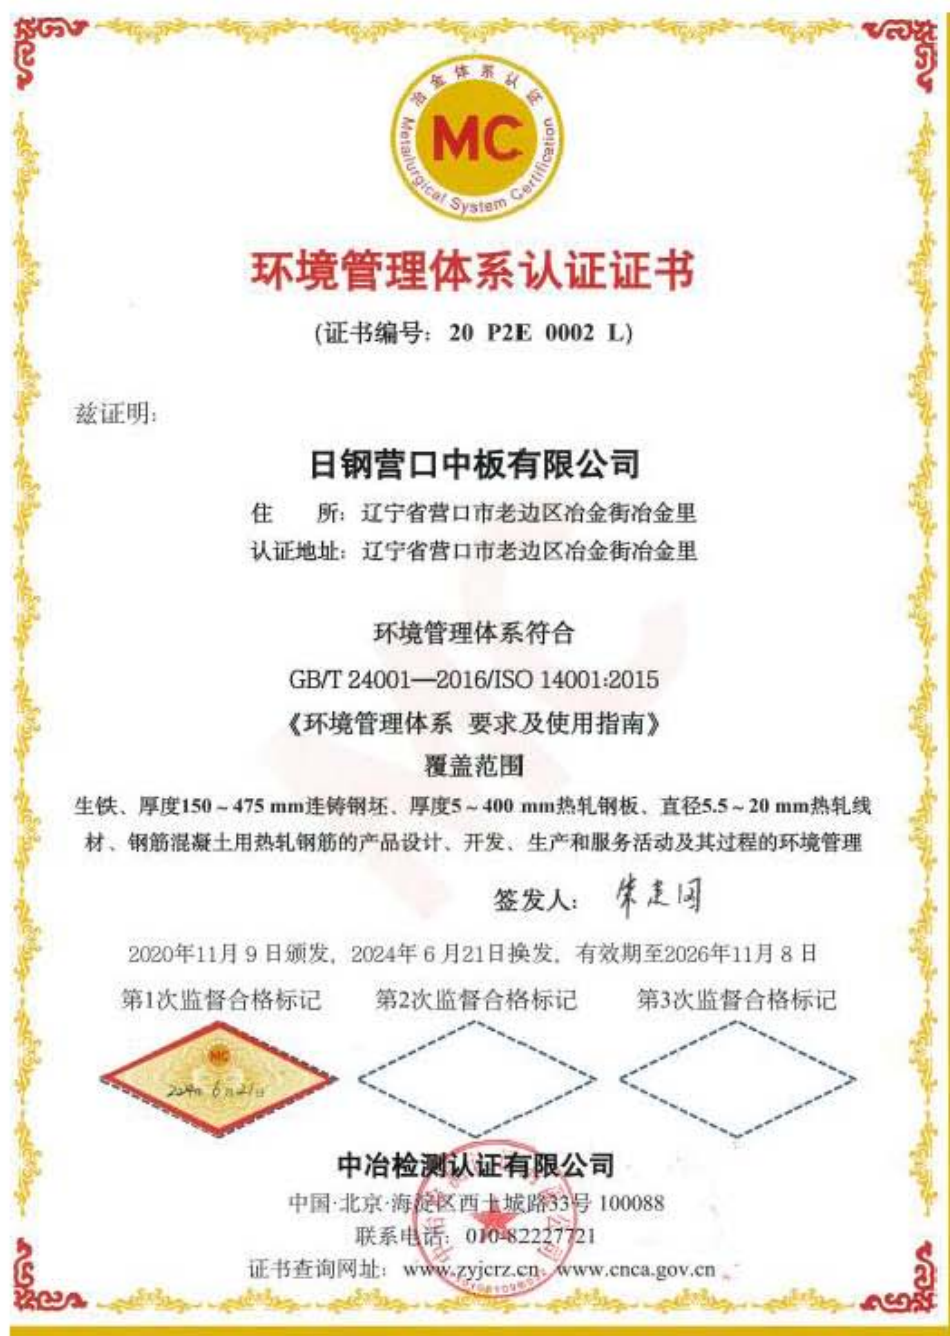 冶金体系认证
MC
Metallurgical System Certification
环境管理体系认证证书
(证书编号: 20 P2E 0002 L)
兹证明:
日钢营口中板有限公司
住 所: 辽宁省营口市老边区冶金街冶金里
认证地址: 辽宁省营口市老边区冶金街冶金里
环境管理体系符合
GB/T 24001—2016/ISO 14001:2015
《环境管理体系 要求及使用指南》
覆盖范围
生铁、厚度150~475 mm连铸钢坯、厚度5~400 mm热轧钢板、直径5.5~20 mm热轧线
材、钢筋混凝土用热轧钢筋的产品设计、开发、生产和服务活动及其过程的环境管理
签发人:
2020年11月9日颁发, 2024年6月21日换发, 有效期至2026年11月8日
第1次监督合格标记 第2次监督合格标记 第3次监督合格标记
MC
2024年6月21日
中冶检测认证有限公司
中国·北京·海淀区西土城路33号 100088
联系电话: 010-82227721
证书查询网址: www.zyjcrz.cn www.cnca.gov.cn